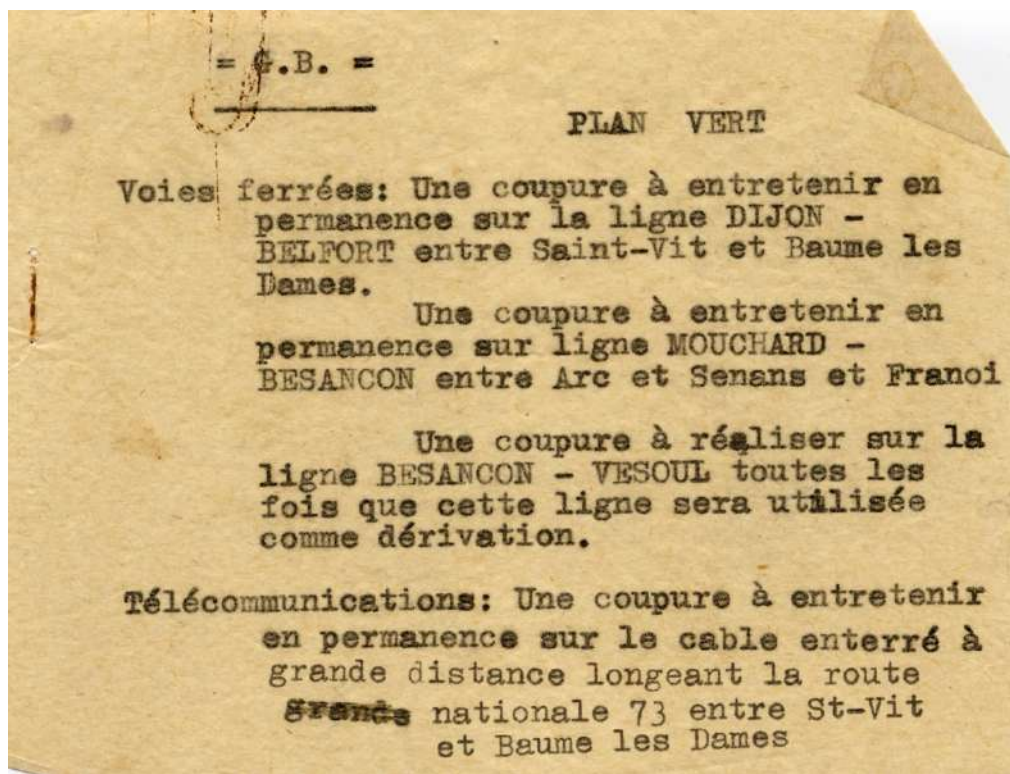 = G.B. =
PLAN VERT
Voies ferrées: Une coupure à entretenir en
permanence sur la ligne DIJON -
BELFORT entre Saint-Vit et Baume les
Dames.
Une coupure à entretenir en
permanence sur ligne MOUCHARD -
BESANCON entre Arc et Senans et Franoi
Une coupure à réaliser sur la
ligne BESANCON - VESOUL toutes les
fois que cette ligne sera utilisée
comme dérivation.
Télécommunications: Une coupure à entretenir
en permanence sur le cable enterré à
grande distance longeant la route
grande nationale 73 entre St-Vit
et Baume les Dames